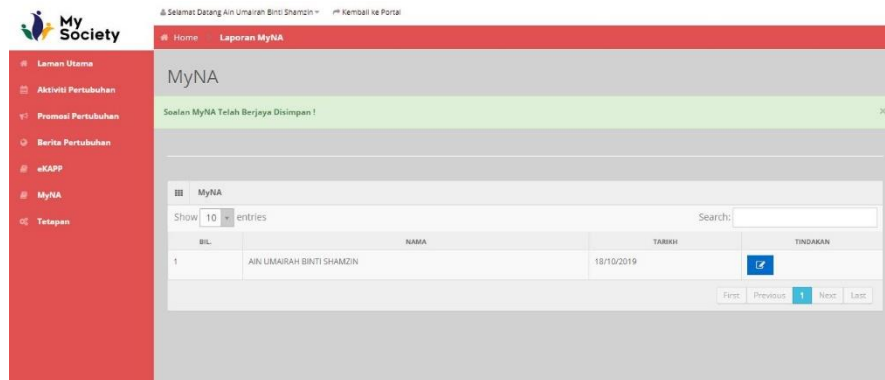 My
Society
Selamat Datang Ain Umairah Binti Shamzin
Kembali ke Portal
Home
Laporan MyNA
Laman Utama
Aktiviti Pertubuhan
Promosi Pertubuhan
Berita Pertubuhan
eKAPP
MyNA
Tetapan
MyNA
Soalan MyNA Telah Berjaya Disimpan !
MyNA
Show 10 entries
Search:
BIL. NAMA TARIKH TINDAKAN
1 AIN UMAIRAH BINTI SHAMZIN 18/10/2019
First Previous 1 Next Last